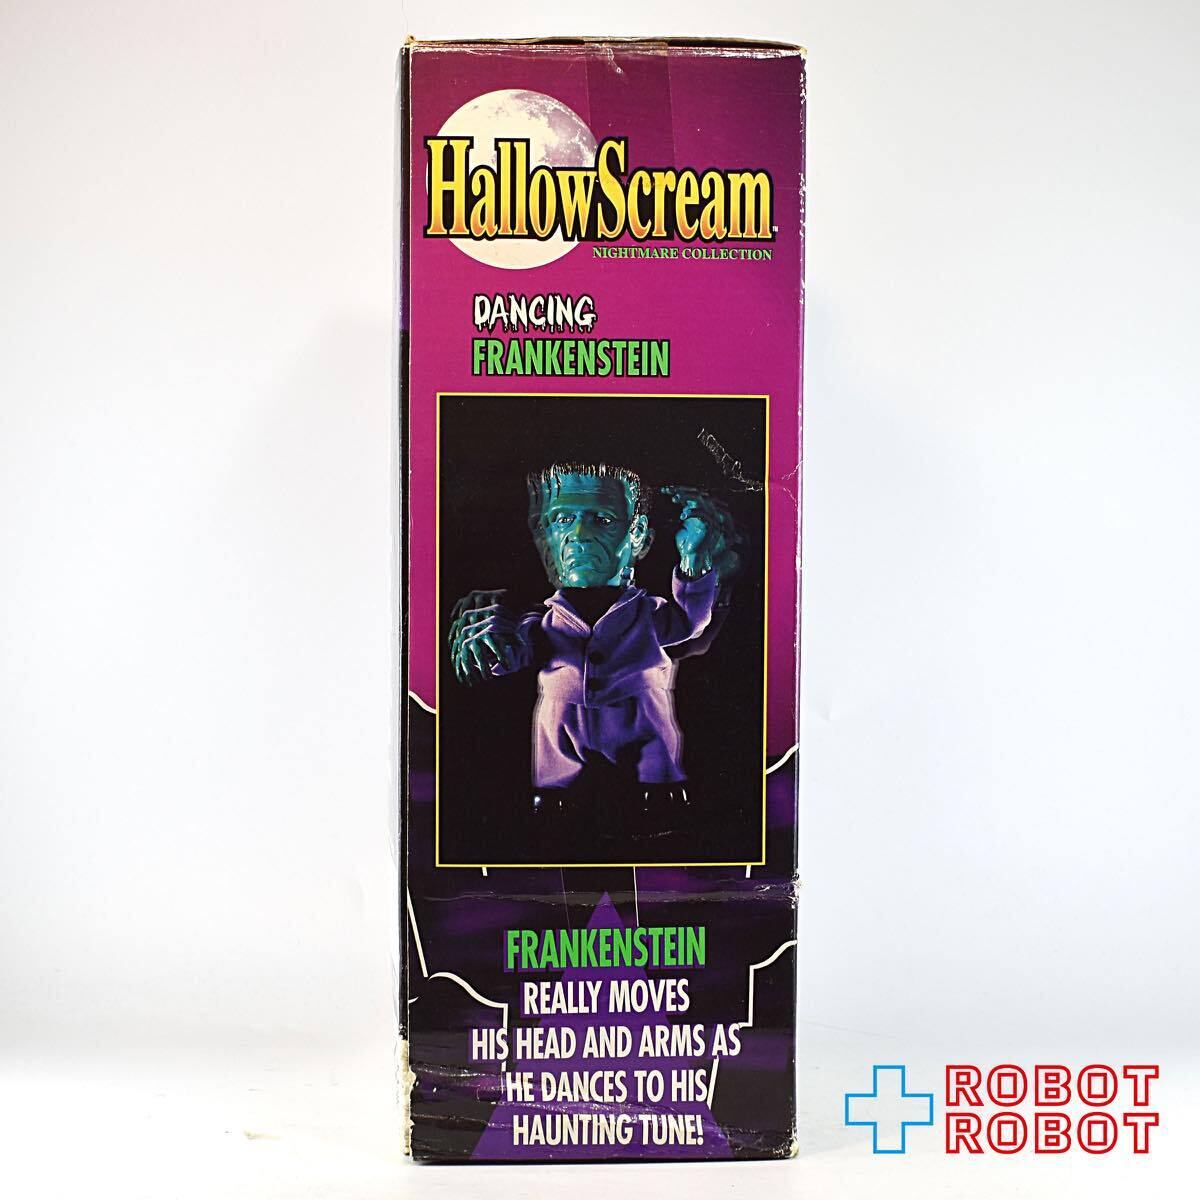 HallowScream™
NIGHTMARE COLLECTION
DANCING
FRANKENSTEIN
FRANKENSTEIN
REALLY MOVES
HIS HEAD AND ARMS AS
HE DANCES TO HIS
HAUNTING TUNE!
ROBOT
ROBOT